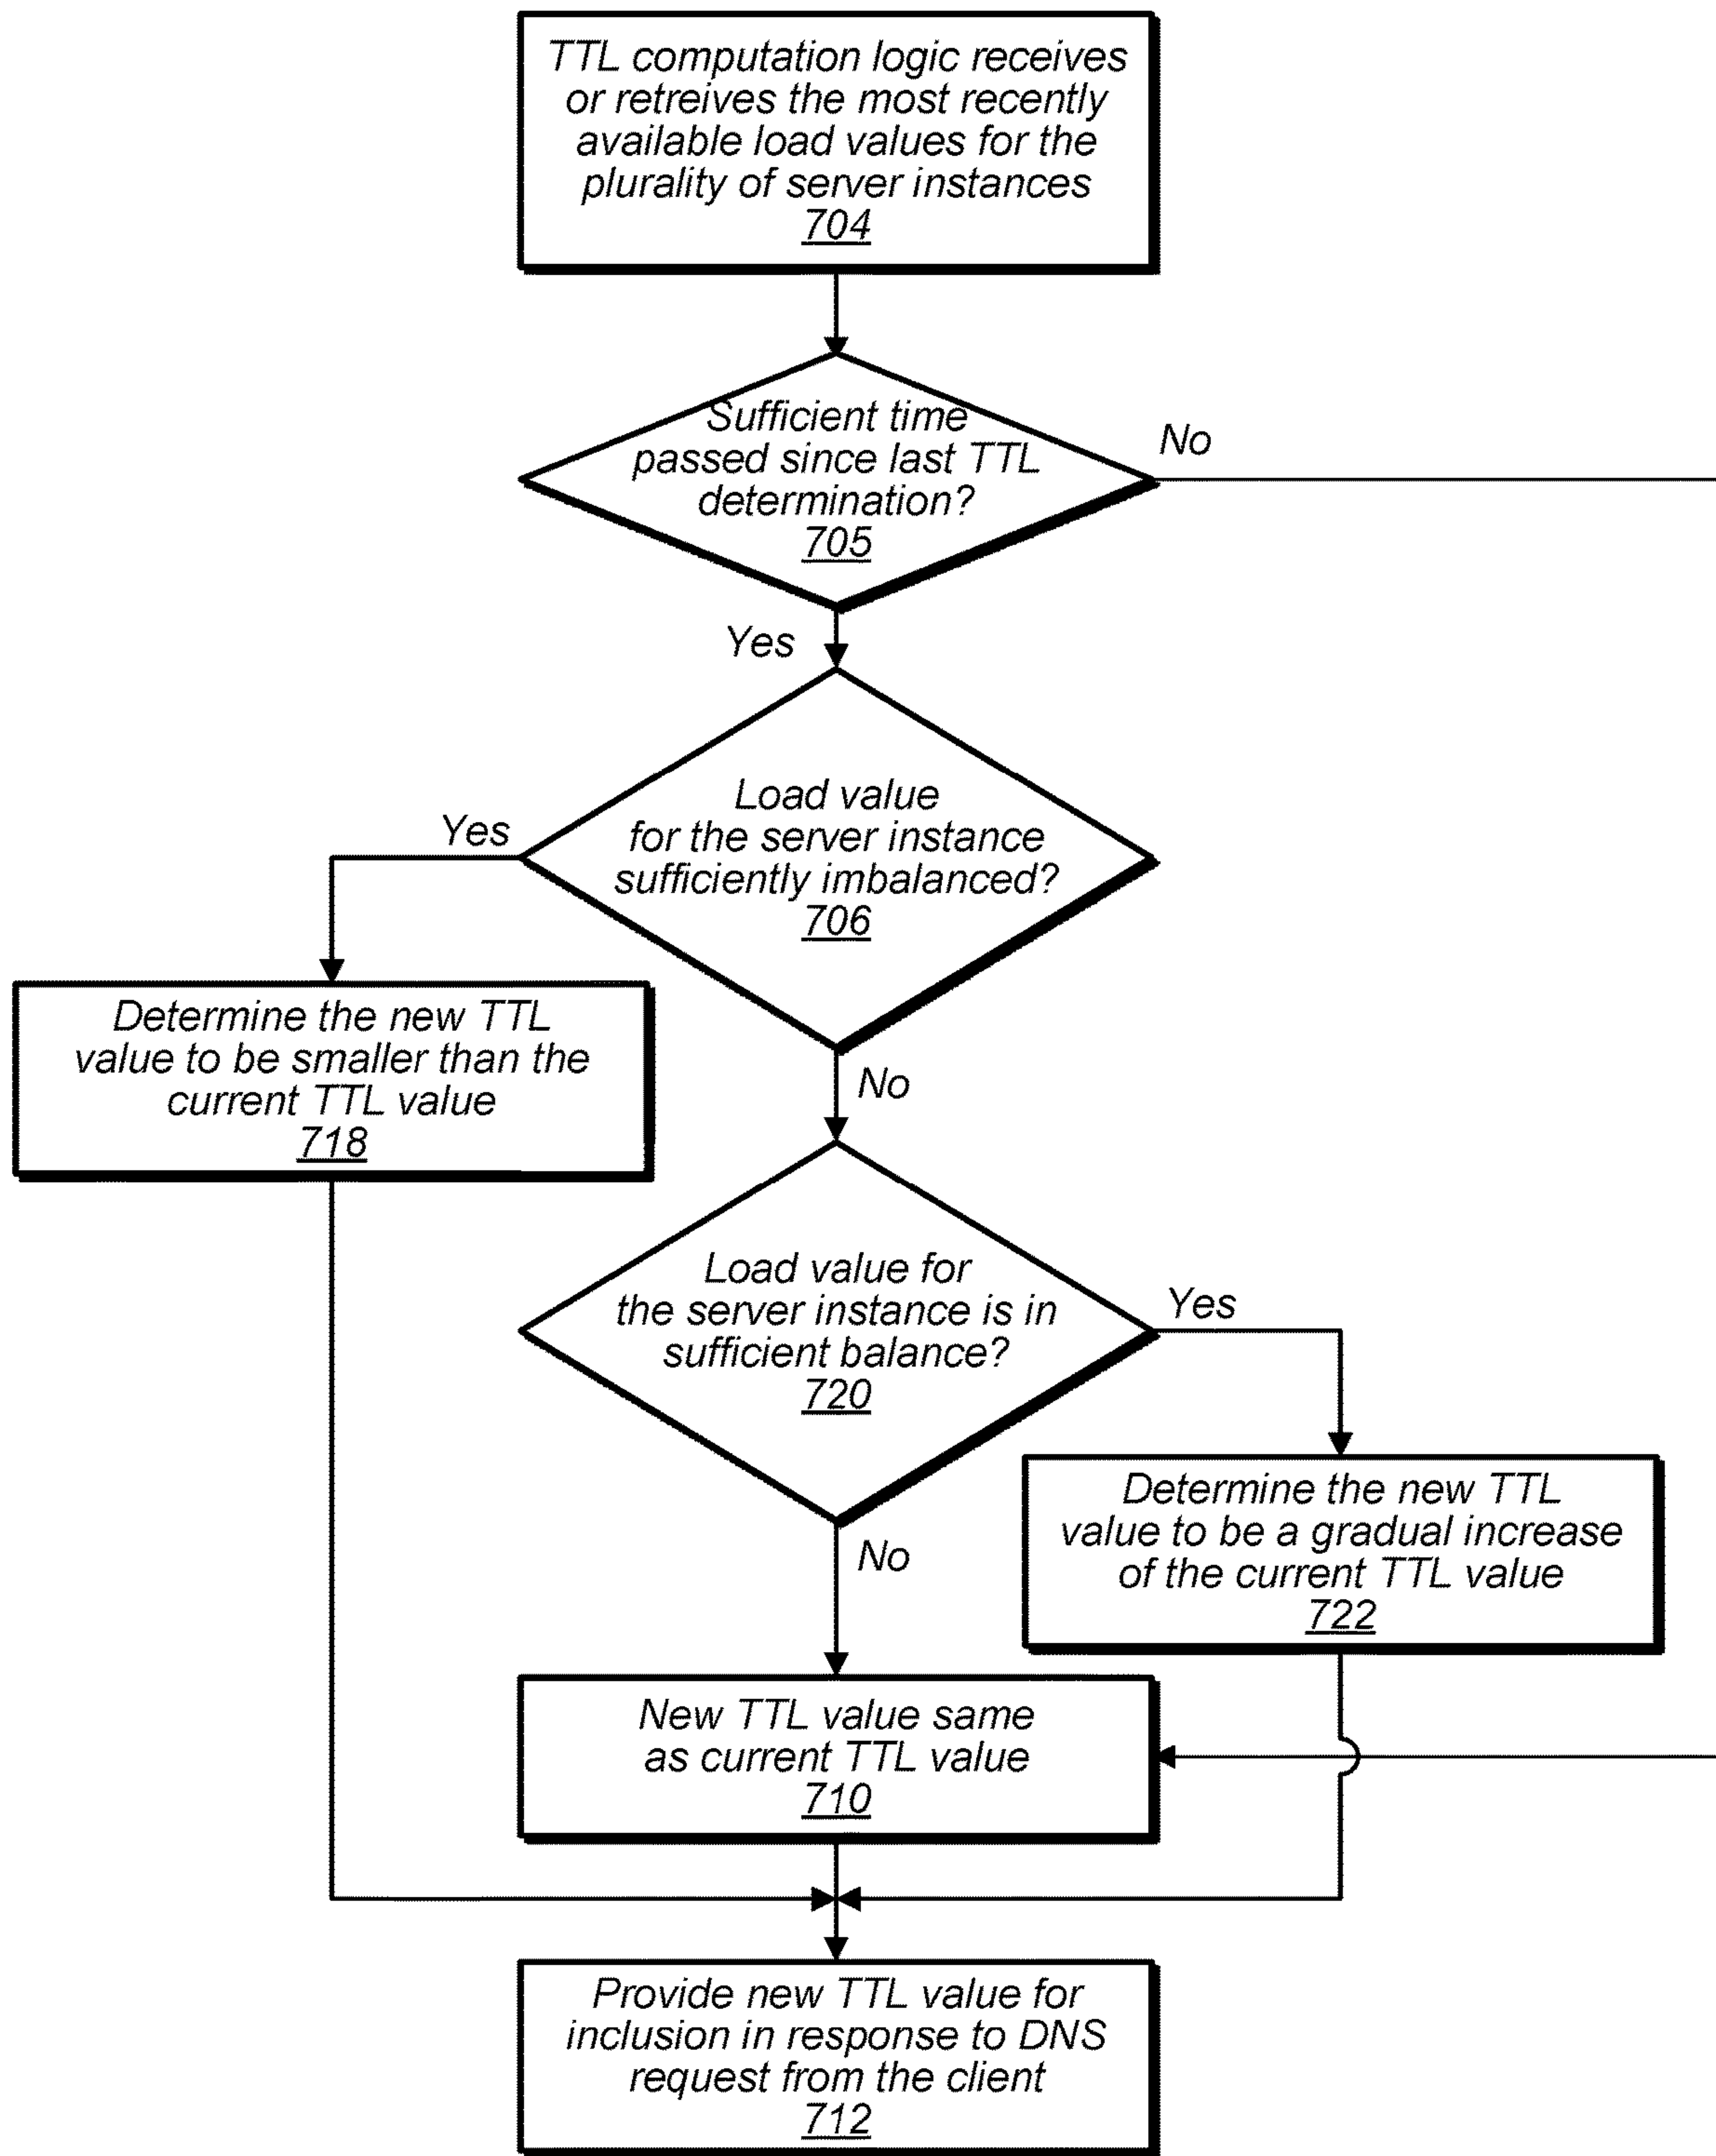 TTL computation logic receives
or retreives the most recently
available load values for the
plurality of server instances
704
Sufficient time
passed since last TTL
determination?
705
No
Yes
Load value
for the server instance
sufficiently imbalanced?
706
Yes
No
Determine the new TTL
value to be smaller than the
current TTL value
718
Load value for
the server instance is in
sufficient balance?
720
Yes
No
Determine the new TTL
value to be a gradual increase
of the current TTL value
722
New TTL value same
as current TTL value
710
Provide new TTL value for
inclusion in response to DNS
request from the client
712